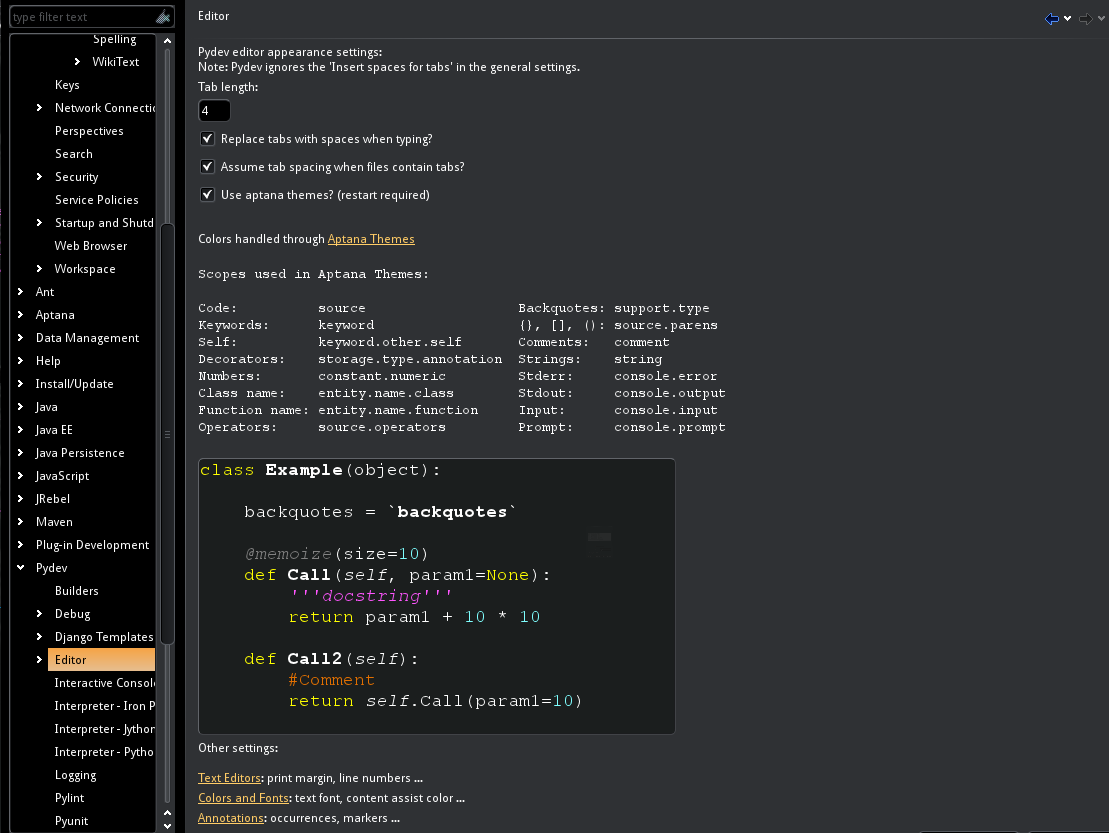 type filter text
Spelling
WikiText
Keys
Network Connectic
Perspectives
Search
Security
Service Policies
Startup and Shutd
Web Browser
Workspace
Ant
Aptana
Data Management
Help
Install/Update
Java
Java EE
Java Persistence
JavaScript
JRebel
Maven
Plug-in Development
Pydev
Builders
Debug
Django Templates
Editor
Interactive Consol
Interpreter - Iron P
Interpreter - Jython
Interpreter - Pytho
Logging
Pylint
Pyunit
Editor
Pydev editor appearance settings:
Note: Pydev ignores the 'Insert spaces for tabs' in the general settings.
Tab length:
4
Replace tabs with spaces when typing?
Assume tab spacing when files contain tabs?
Use aptana themes? (restart required)
Colors handled through Aptana Themes
Scopes used in Aptana Themes:
Code: source Backquotes: support.type
Keywords: keyword {}, [], (): source.parens
Self: keyword.other.self Comments: comment
Decorators: storage.type.annotation Strings: string
Numbers: constant.numeric Stderr: console.error
Class name: entity.name.class Stdout: console.output
Function name: entity.name.function Input: console.input
Operators: source.operators Prompt: console.prompt
class Example(object):
backquotes = `backquotes`
@memoize(size=10)
def Call(self, param1=None):
'''docstring'''
return param1 + 10 * 10
def Call2(self):
#Comment
return self.Call(param1=10)
Other settings:
Text Editors: print margin, line numbers ...
Colors and Fonts: text font, content assist color ...
Annotations: occurrences, markers ...